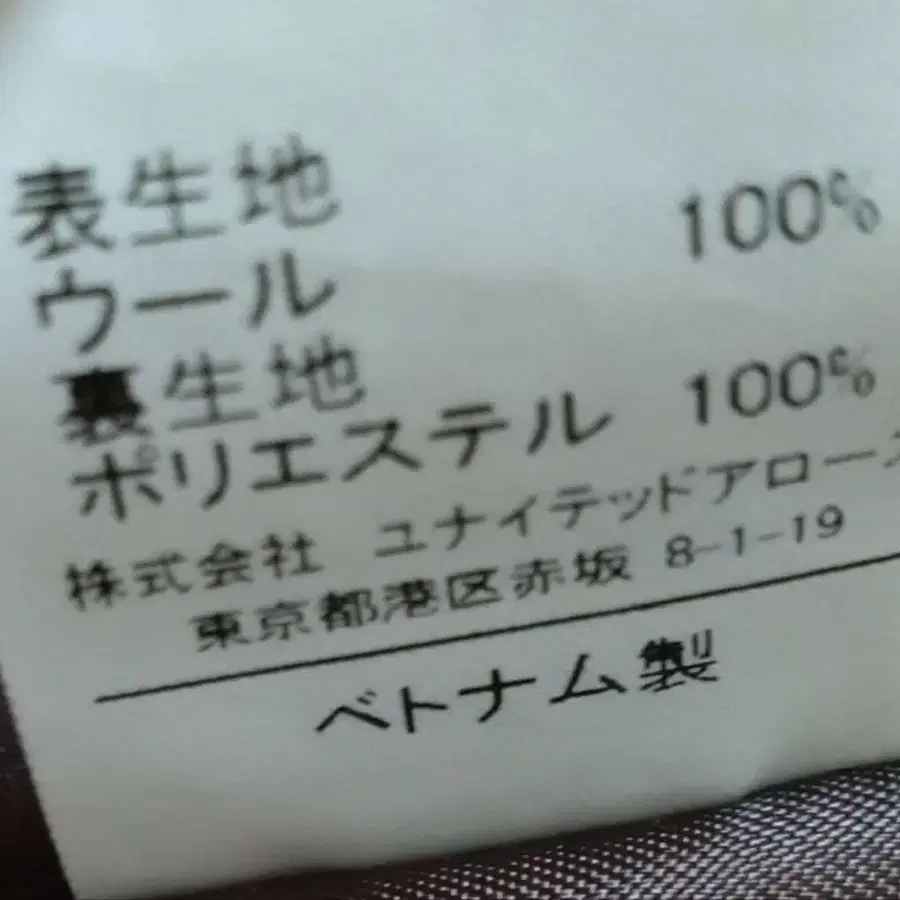 表生地
ウール 100%
裏生地
ポリエステル 100%
株式会社 ユナイテッドアローズ
東京都港区赤坂 8-1-19
ベトナム製